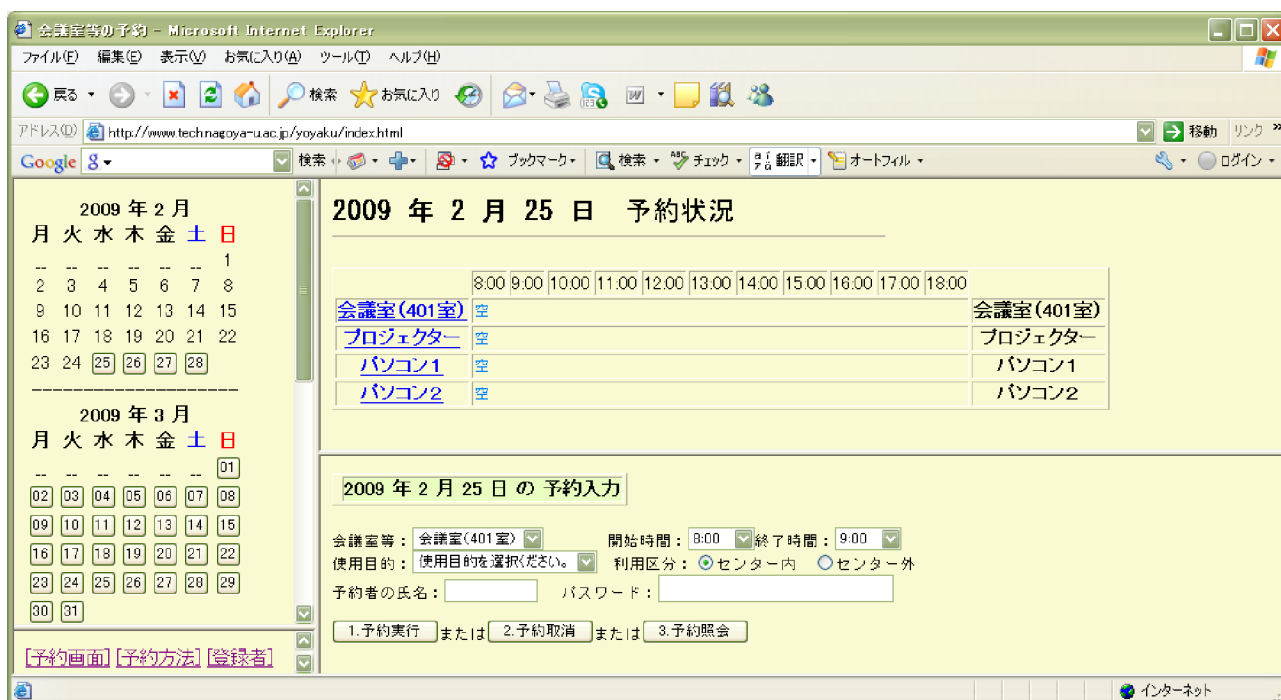 会議室等の予約 - Microsoft Internet Explorer
ファイル(F) 編集(E) 表示(V) お気に入り(A) ツール(T) ヘルプ(H)
戻る 検索 お気に入り
アドレス(D) http://www.tech.nagoya-u.ac.jp/yoyaku/index.html 移動 リンク »
Google 検索 ブックマーク 検索 チェック 翻訳 オートフィル ログイン
2009 年 2 月
月 火 水 木 金 土 日
-- -- -- -- -- -- 1
2 3 4 5 6 7 8
9 10 11 12 13 14 15
16 17 18 19 20 21 22
23 24 25 26 27 28
----------------------
2009 年 3 月
月 火 水 木 金 土 日
-- -- -- -- -- -- 01
02 03 04 05 06 07 08
09 10 11 12 13 14 15
16 17 18 19 20 21 22
23 24 25 26 27 28 29
30 31
[予約画面] [予約方法] [登録者]
2009 年 2 月 25 日 予約状況
8:00 9:00 10:00 11:00 12:00 13:00 14:00 15:00 16:00 17:00 18:00
会議室(401室) 空 会議室(401室)
プロジェクター 空 プロジェクター
パソコン1 空 パソコン1
パソコン2 空 パソコン2
2009 年 2 月 25 日 の 予約入力
会議室等： 会議室(401室) 開始時間： 8:00 終了時間： 9:00
使用目的： 使用目的を選択ください。 利用区分： センター内 センター外
予約者の氏名： パスワード：
1.予約実行 または 2.予約取消 または 3.予約照会
インターネット